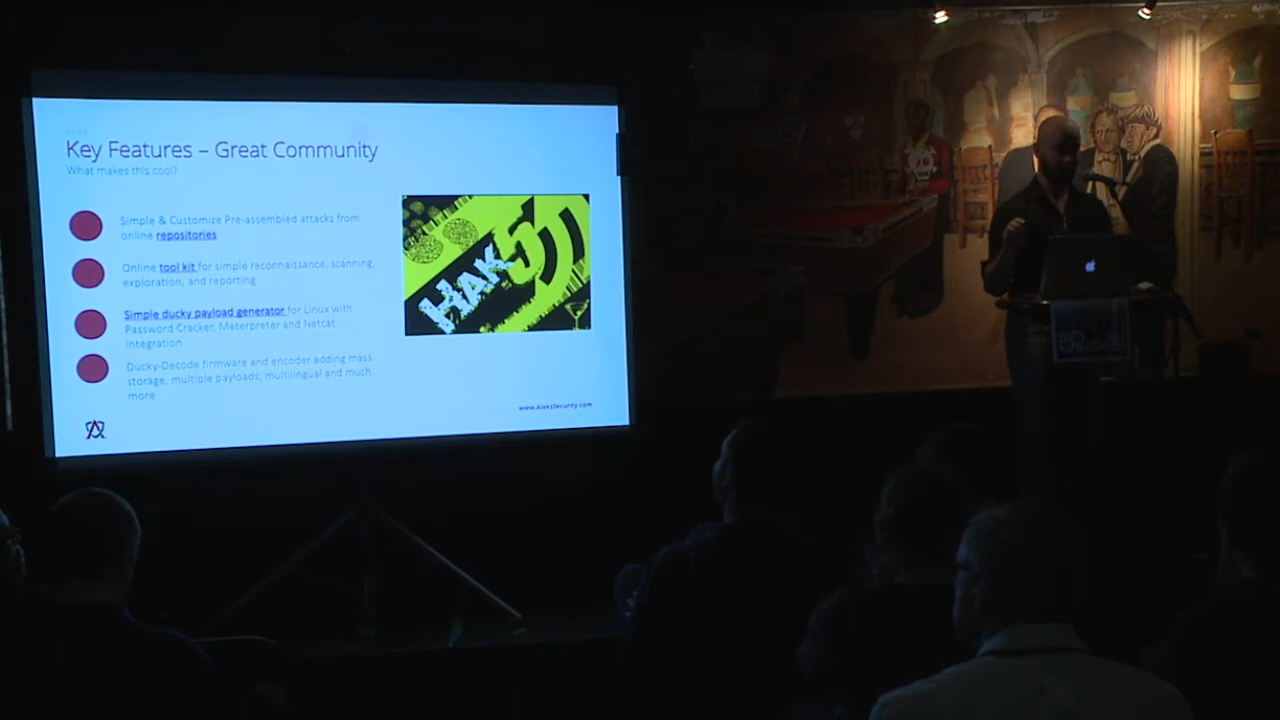 Key Features – Great Community
What makes this cool?
Simple & Customize Pre-assembled attacks from
online repositories
Online tool kit for simple reconnaissance, scanning,
exploration, and reporting
Simple ducky payload generator for Linux with
Password Cracker, Meterpreter and Netcat
Integration
Ducky-Decode firmware and encoder adding mass
storage, multiple payloads, multilingual and much
more
HAK5
www.AleksSecurity.com